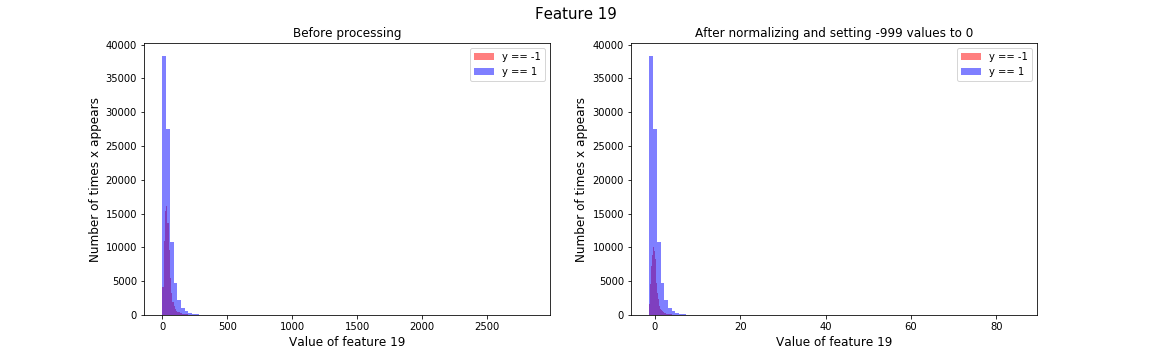 Feature 19
Before processing
Number of times x appears
40000
35000
30000
25000
20000
15000
10000
5000
0
0
500
1000
1500
2000
2500
Value of feature 19
y == -1
y == 1
After normalizing and setting -999 values to 0
Number of times x appears
40000
35000
30000
25000
20000
15000
10000
5000
0
0
20
40
60
80
Value of feature 19
y == -1
y == 1